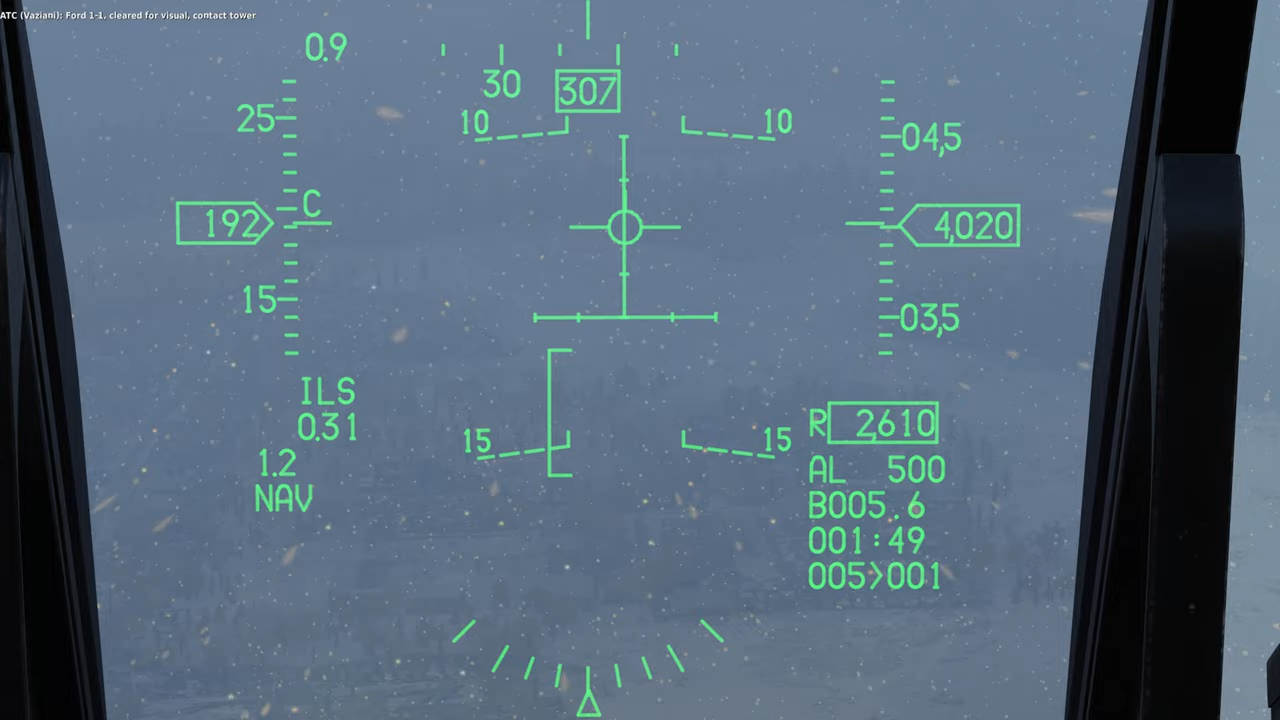 ATC (Vaziani): Ford 1-1, cleared for visual, contact tower
0.9
30
307
10
10
25
04,5
C
192
4,020
15
03,5
ILS
0.31
1.2
NAV
15
15
R 2,610
AL 500
B005.6
001:49
005>001